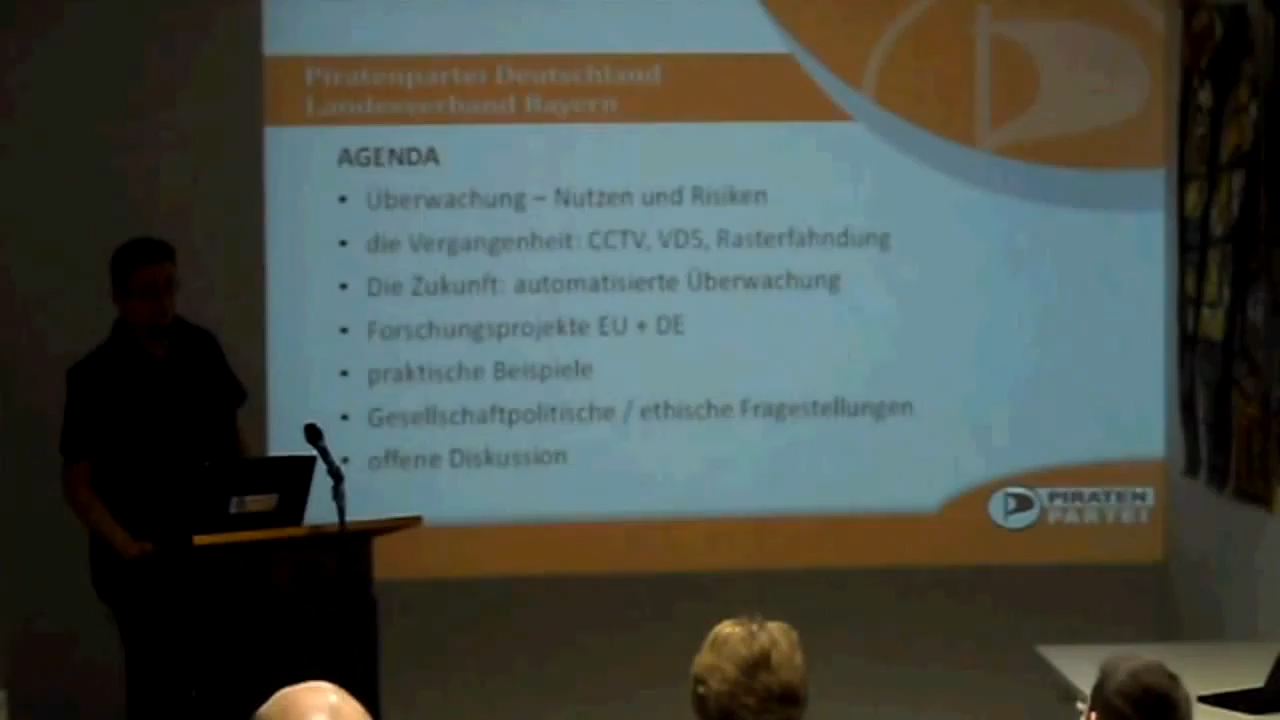 Piratenpartei Deutschland
Landesverband Bayern
AGENDA
• Überwachung – Nutzen und Risiken
• die Vergangenheit: CCTV, VDS, Rasterfahndung
• Die Zukunft: automatisierte Überwachung
• Forschungsprojekte EU + DE
• praktische Beispiele
• Gesellschaftpolitische / ethische Fragestellungen
• offene Diskussion
PIRATEN
PARTEI